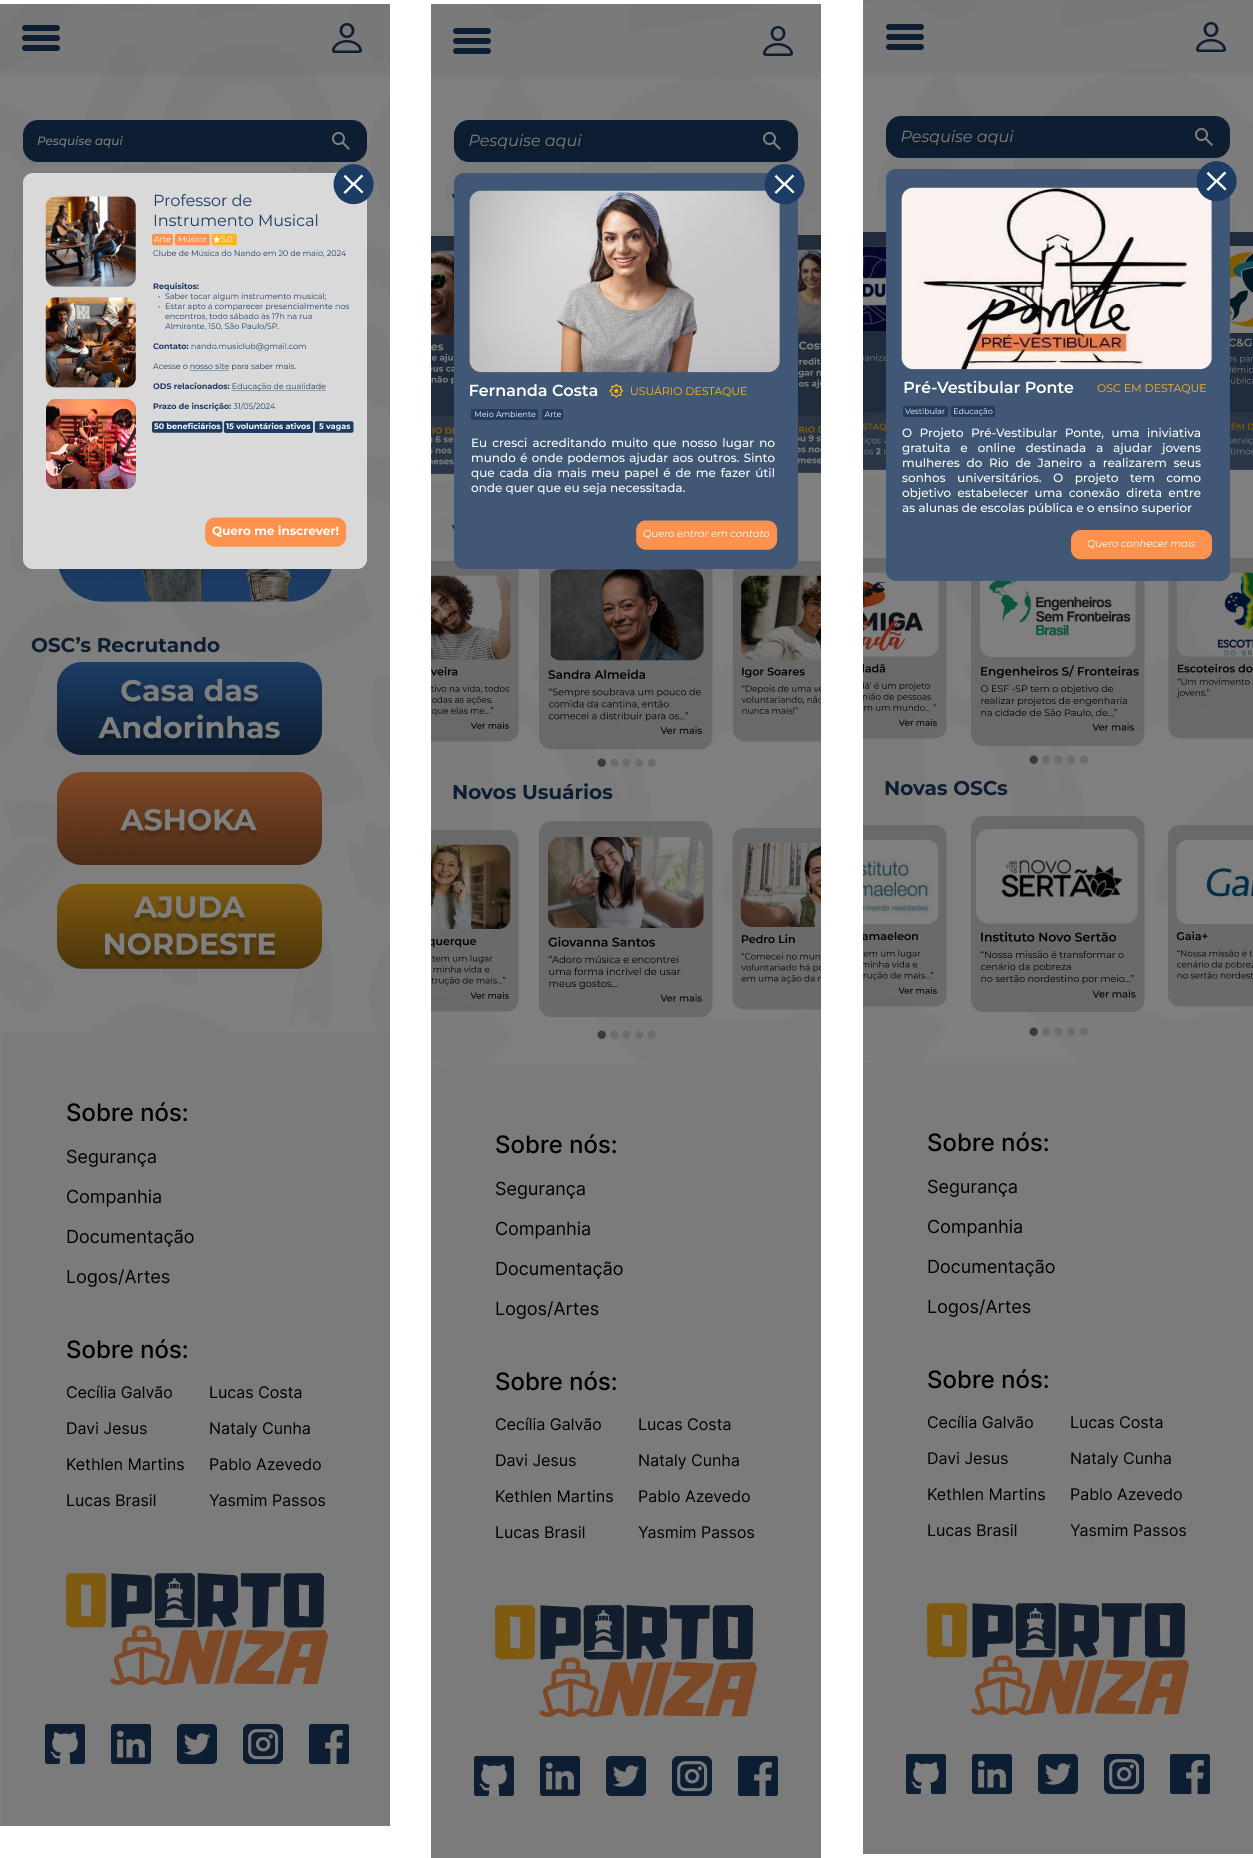 Pesquise aqui
Professor de
Instrumento Musical
Arte Música ★5.0
Clube de Música do Nando em 20 de maio, 2024
Requisitos:
- Saber tocar algum instrumento musical;
- Estar apto a comparecer presencialmente nos
encontros, todo sábado às 17h na rua
Almirante, 150, São Paulo/SP.
Contato: nando.musiclub@gmail.com
Acesse o nosso site para saber mais.
ODS relacionados: Educação de qualidade
Prazo de inscrição: 31/05/2024
50 beneficiários 15 voluntários ativos 5 vagas
Quero me inscrever!
OSC's Recrutando
Casa das
Andorinhas
ASHOKA
AJUDA
NORDESTE
Sobre nós:
Segurança
Companhia
Documentação
Logos/Artes
Sobre nós:
Cecília Galvão Lucas Costa
Davi Jesus Nataly Cunha
Kethlen Martins Pablo Azevedo
Lucas Brasil Yasmim Passos
OPORTO
NIZA
in
Pesquise aqui
Fernanda Costa USUÁRIO DESTAQUE
Meio Ambiente Arte
Eu cresci acreditando muito que nosso lugar no
mundo é onde podemos ajudar aos outros. Sinto
que cada dia mais meu papel é de me fazer útil
onde quer que eu seja necessitada.
Quero entrar em contato
veira
tivo na vida, todos
odas as ações.
que elas me..."
Ver mais
Sandra Almeida
"Sempre soubrava um pouco de
comida da cantina, então
comecei a distribuir para os..."
Ver mais
Igor Soares
"Depois de uma ve
voluntariando, não
nunca mais!"
Novos Usuários
querque
tem um lugar
minha vida e
trução de mais..."
Ver mais
Giovanna Santos
"Adoro música e encontrei
uma forma incrível de usar
meus gostos...
Ver mais
Pedro Lin
"Comecei no mun
voluntariado há po
em uma ação da r
Sobre nós:
Segurança
Companhia
Documentação
Logos/Artes
Sobre nós:
Cecília Galvão Lucas Costa
Davi Jesus Nataly Cunha
Kethlen Martins Pablo Azevedo
Lucas Brasil Yasmim Passos
OPORTO
NIZA
in
Pesquise aqui
ponte
PRÉ-VESTIBULAR
Pré-Vestibular Ponte OSC EM DESTAQUE
Vestibular Educação
O Projeto Pré-Vestibular Ponte, uma iniviativa
gratuita e online destinada a ajudar jovens
mulheres do Rio de Janeiro a realizarem seus
sonhos universitários. O projeto tem como
objetivo estabelecer uma conexão direta entre
as alunas de escolas pública e o ensino superior
Quero conhecer mais
MIGA
adã
dadã
dã' é um projeto
nião de pessoas
m um mundo... "
Ver mais
Engenheiros
Sem Fronteiras
Brasil
Engenheiros S/ Fronteiras
O ESF -SP tem o objetivo de
realizar projetos de engenharia
na cidade de São Paulo, de..."
Ver mais
ESCOT
DO BR
Escoteiros do
"Um movimento
jovens."
Novas OSCs
stituto
amaeleon
rmando realidades
amaeleon
em um lugar
minha vida e
rução de mais..."
Ver mais
INSTITUTO novo
SERTÃO
Instituto Novo Sertão
"Nossa missão é transformar o
cenário da pobreza
no sertão nordestino por meio..."
Ver mais
Ga
Gaia+
"Nossa missão é t
cenário da pobrez
no sertão nordest
Sobre nós:
Segurança
Companhia
Documentação
Logos/Artes
Sobre nós:
Cecília Galvão Lucas Costa
Davi Jesus Nataly Cunha
Kethlen Martins Pablo Azevedo
Lucas Brasil Yasmim Passos
OPORTO
NIZA
in